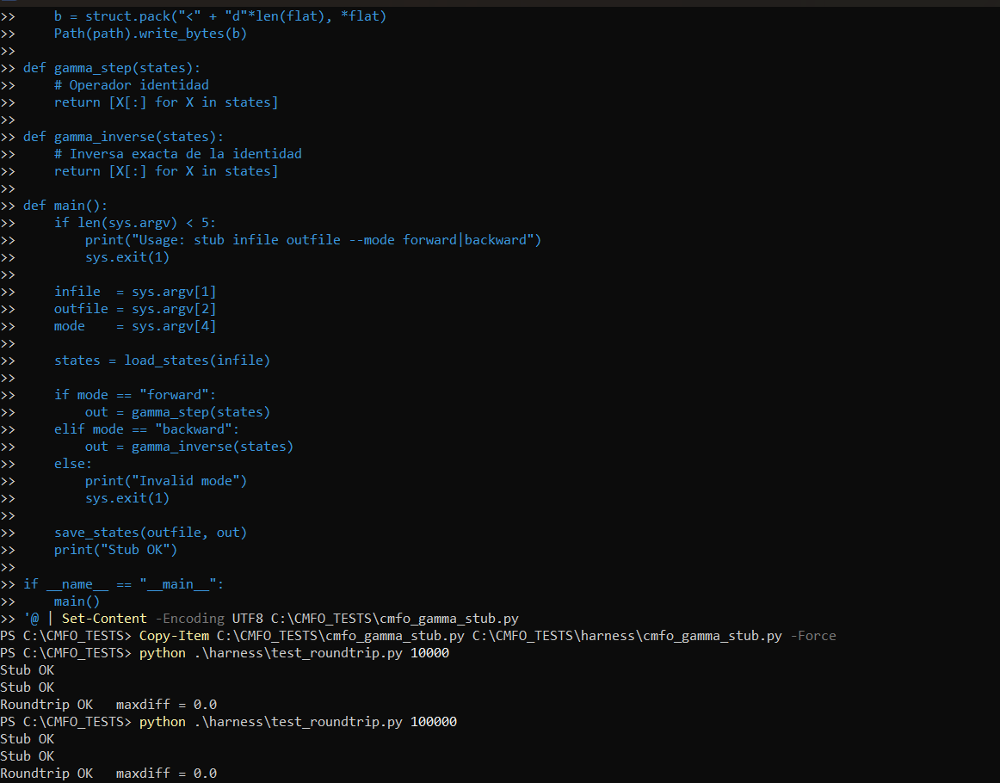 >>     b = struct.pack("<" + "d"*len(flat), *flat)
>>     Path(path).write_bytes(b)
>>
>> def gamma_step(states):
>>     # Operador identidad
>>     return [X[:] for X in states]
>>
>> def gamma_inverse(states):
>>     # Inversa exacta de la identidad
>>     return [X[:] for X in states]
>>
>> def main():
>>     if len(sys.argv) < 5:
>>         print("Usage: stub infile outfile --mode forward|backward")
>>         sys.exit(1)
>>
>>     infile  = sys.argv[1]
>>     outfile = sys.argv[2]
>>     mode    = sys.argv[4]
>>
>>     states = load_states(infile)
>>
>>     if mode == "forward":
>>         out = gamma_step(states)
>>     elif mode == "backward":
>>         out = gamma_inverse(states)
>>     else:
>>         print("Invalid mode")
>>         sys.exit(1)
>>
>>     save_states(outfile, out)
>>     print("Stub OK")
>>
>> if __name__ == "__main__":
>>     main()
>> '@ | Set-Content -Encoding UTF8 C:\CMFO_TESTS\cmfo_gamma_stub.py
PS C:\CMFO_TESTS> Copy-Item C:\CMFO_TESTS\cmfo_gamma_stub.py C:\CMFO_TESTS\harness\cmfo_gamma_stub.py -Force
PS C:\CMFO_TESTS> python .\harness\test_roundtrip.py 10000
Stub OK
Stub OK
Roundtrip OK   maxdiff = 0.0
PS C:\CMFO_TESTS> python .\harness\test_roundtrip.py 100000
Stub OK
Stub OK
Roundtrip OK   maxdiff = 0.0